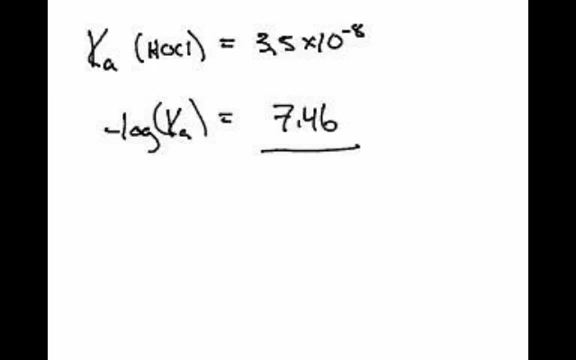 Ka (HOCl) = 3.5 × 10⁻⁸
-log(Ka) = 7.46